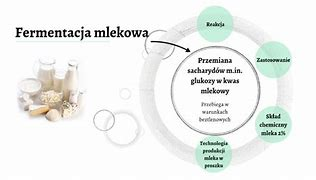 Fermentacja mlekowa
Reakcja
Przemiana
sacharydów m.in.
glukozy w kwas
mlekowy
Przebiega w
warunkach
beztlenowych
Zastosowanie
Skład
chemiczny
mleka 2%
Technologia
produkcji
mleka w
proszku